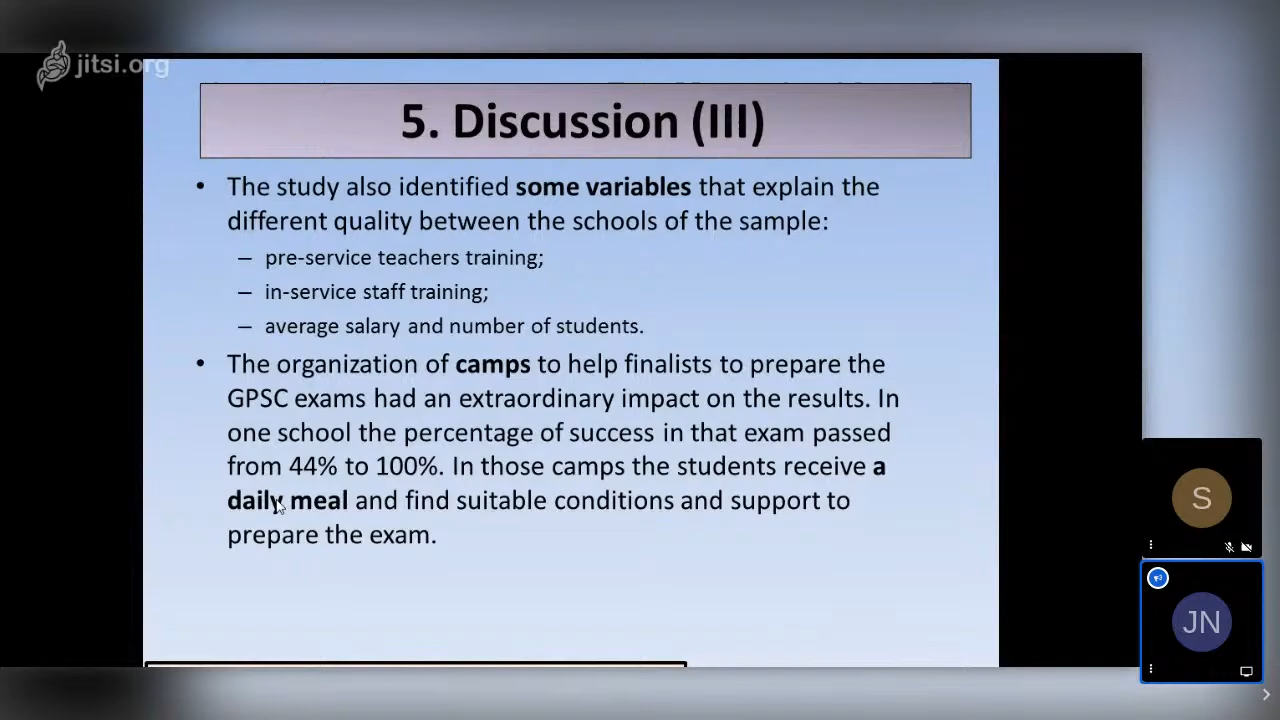 jitsi.org
5. Discussion (III)
• The study also identified some variables that explain the
different quality between the schools of the sample:
– pre-service teachers training;
– in-service staff training;
– average salary and number of students.
• The organization of camps to help finalists to prepare the
GPSC exams had an extraordinary impact on the results. In
one school the percentage of success in that exam passed
from 44% to 100%. In those camps the students receive a
daily meal and find suitable conditions and support to
prepare the exam.
S
JN